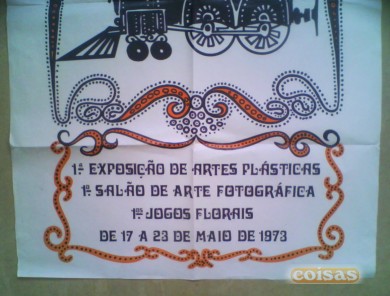 1ª EXPOSIÇÃO DE ARTES PLÁSTICAS
1º SALÃO DE ARTE FOTOGRÁFICA
1ºs JOGOS FLORAIS
DE 17 A 23 DE MAIO DE 1973
coisas